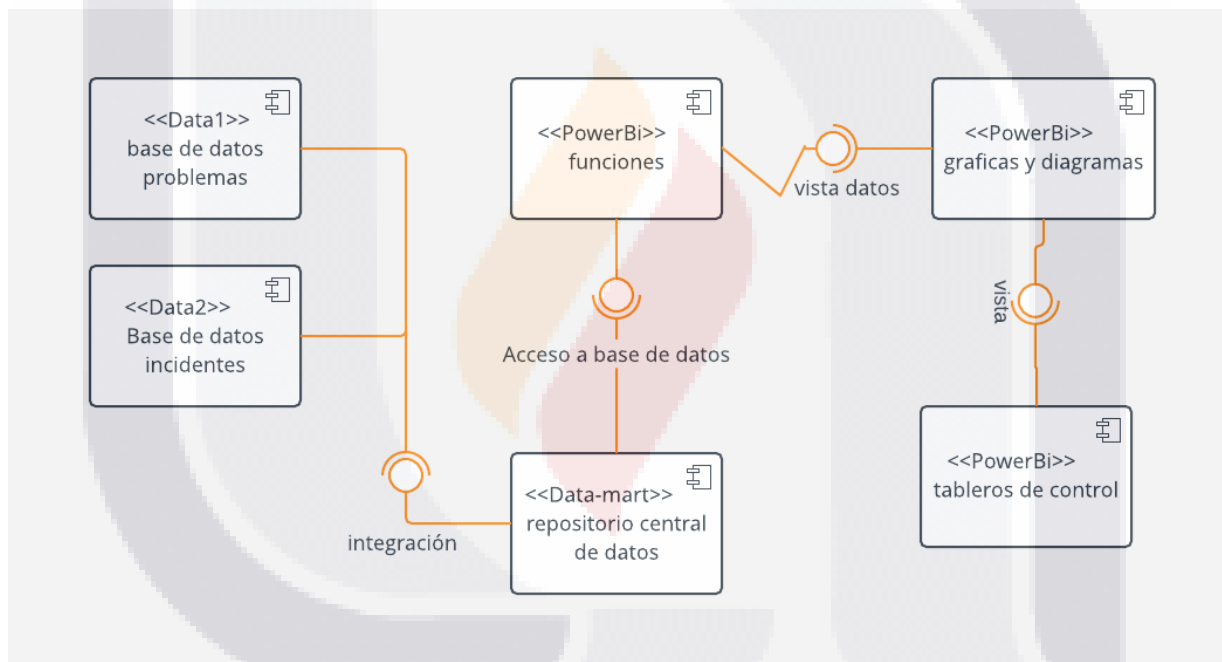 <<Data1>>
base de datos
problemas
<<PowerBi>>
funciones
vista datos
<<PowerBi>>
graficas y diagramas
<<Data2>>
Base de datos
incidentes
Acceso a base de datos
vista
<<PowerBi>>
tableros de control
integración
<<Data-mart>>
repositorio central
de datos